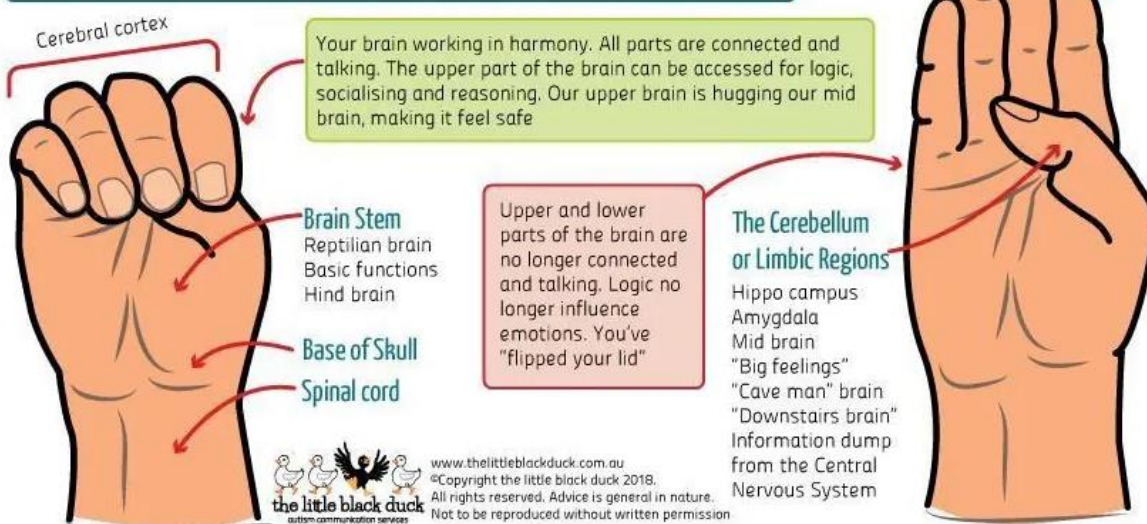 Cerebral cortex
Your brain working in harmony. All parts are connected and
talking. The upper part of the brain can be accessed for logic,
socialising and reasoning. Our upper brain is hugging our mid
brain, making it feel safe
Brain Stem
Reptilian brain
Basic functions
Hind brain
Base of Skull
Spinal cord
Upper and lower
parts of the brain are
no longer connected
and talking. Logic no
longer influence
emotions. You've
"flipped your lid"
The Cerebellum
or Limbic Regions
Hippo campus
Amygdala
Mid brain
"Big feelings"
"Cave man" brain
"Downstairs brain"
Information dump
from the Central
Nervous System
the little black duck
autism communication services
www.thelittleblackduck.com.au
©Copyright the little black duck 2018.
All rights reserved. Advice is general in nature.
Not to be reproduced without written permission